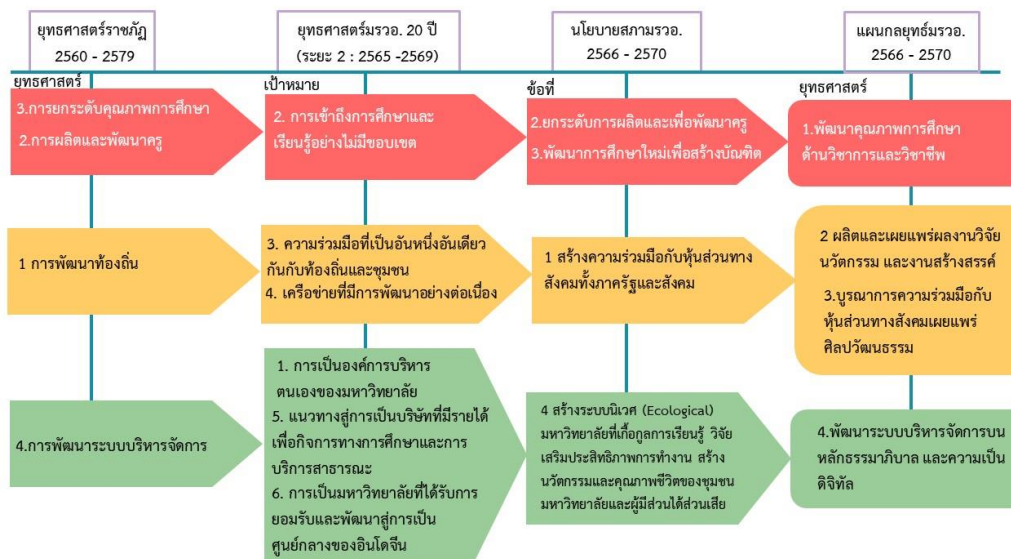 ยุทธศาสตร์ราชภัฏ
2560 - 2579
ยุทธศาสตร์มรวอ. 20 ปี
(ระยะ 2 : 2565 -2569)
นโยบายสภามรวอ.
2566 - 2570
แผนกลยุทธ์มรวอ.
2566 - 2570
ยุทธศาสตร์
เป้าหมาย
ข้อที่
ยุทธศาสตร์
3.การยกระดับคุณภาพการศึกษา
2.การผลิตและพัฒนาครู
2. การเข้าถึงการศึกษาและ
เรียนรู้อย่างไม่มีขอบเขต
2.ยกระดับการผลิตและเพื่อพัฒนาครู
3.พัฒนาการศึกษาใหม่เพื่อสร้างบัณฑิต
1.พัฒนาคุณภาพการศึกษา
ด้านวิชาการและวิชาชีพ
1 การพัฒนาท้องถิ่น
3. ความร่วมมือที่เป็นอันหนึ่งอันเดียว
กันกับท้องถิ่นและชุมชน
4. เครือข่ายที่มีการพัฒนาอย่างต่อเนื่อง
1 สร้างความร่วมมือกับหุ้นส่วนทาง
สังคมทั้งภาครัฐและสังคม
2 ผลิตและเผยแพร่ผลงานวิจัย
นวัตกรรม และงานสร้างสรรค์
3.บูรณาการความร่วมมือกับ
หุ้นส่วนทางสังคมเผยแพร่
ศิลปวัฒนธรรม
4.การพัฒนาระบบบริหารจัดการ
1. การเป็นองค์การบริหาร
ตนเองของมหาวิทยาลัย
5. แนวทางสู่การเป็นบริษัทที่มีรายได้
เพื่อกิจการทางการศึกษาและการ
บริการสาธารณะ
6. การเป็นมหาวิทยาลัยที่ได้รับการ
ยอมรับและพัฒนาสู่การเป็น
ศูนย์กลางของอินโดจีน
4 สร้างระบบนิเวศ (Ecological)
มหาวิทยาลัยที่เกื้อกูลการเรียนรู้ วิจัย
เสริมประสิทธิภาพการทำงาน สร้าง
นวัตกรรมและคุณภาพชีวิตของชุมชน
มหาวิทยาลัยและผู้มีส่วนได้ส่วนเสีย
4.พัฒนาระบบบริหารจัดการบน
หลักธรรมาภิบาล และความเป็น
ดิจิทัล